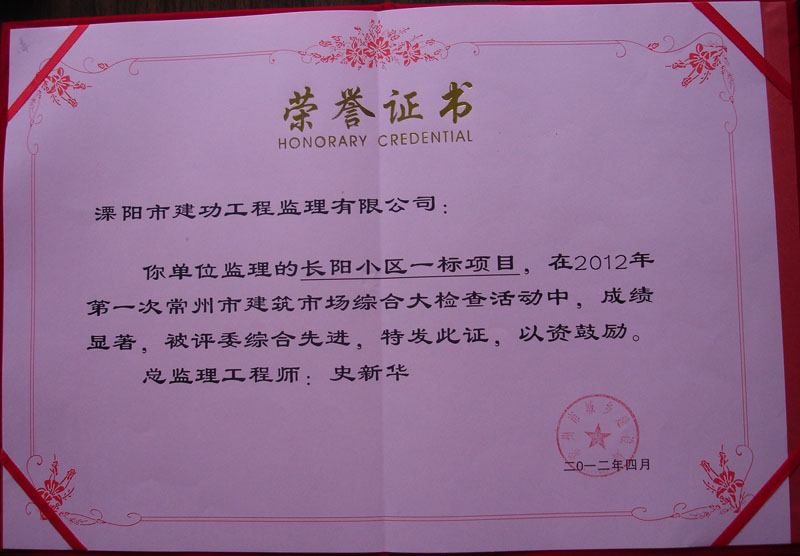 荣誉证书
HONORARY CREDENTIAL
溧阳市建功工程监理有限公司：
你单位监理的长阳小区一标项目，在2012年
第一次常州市建筑市场综合大检查活动中，成绩
显著，被评委综合先进，特发此证，以资鼓励。
总监理工程师：史新华
二0一二年四月